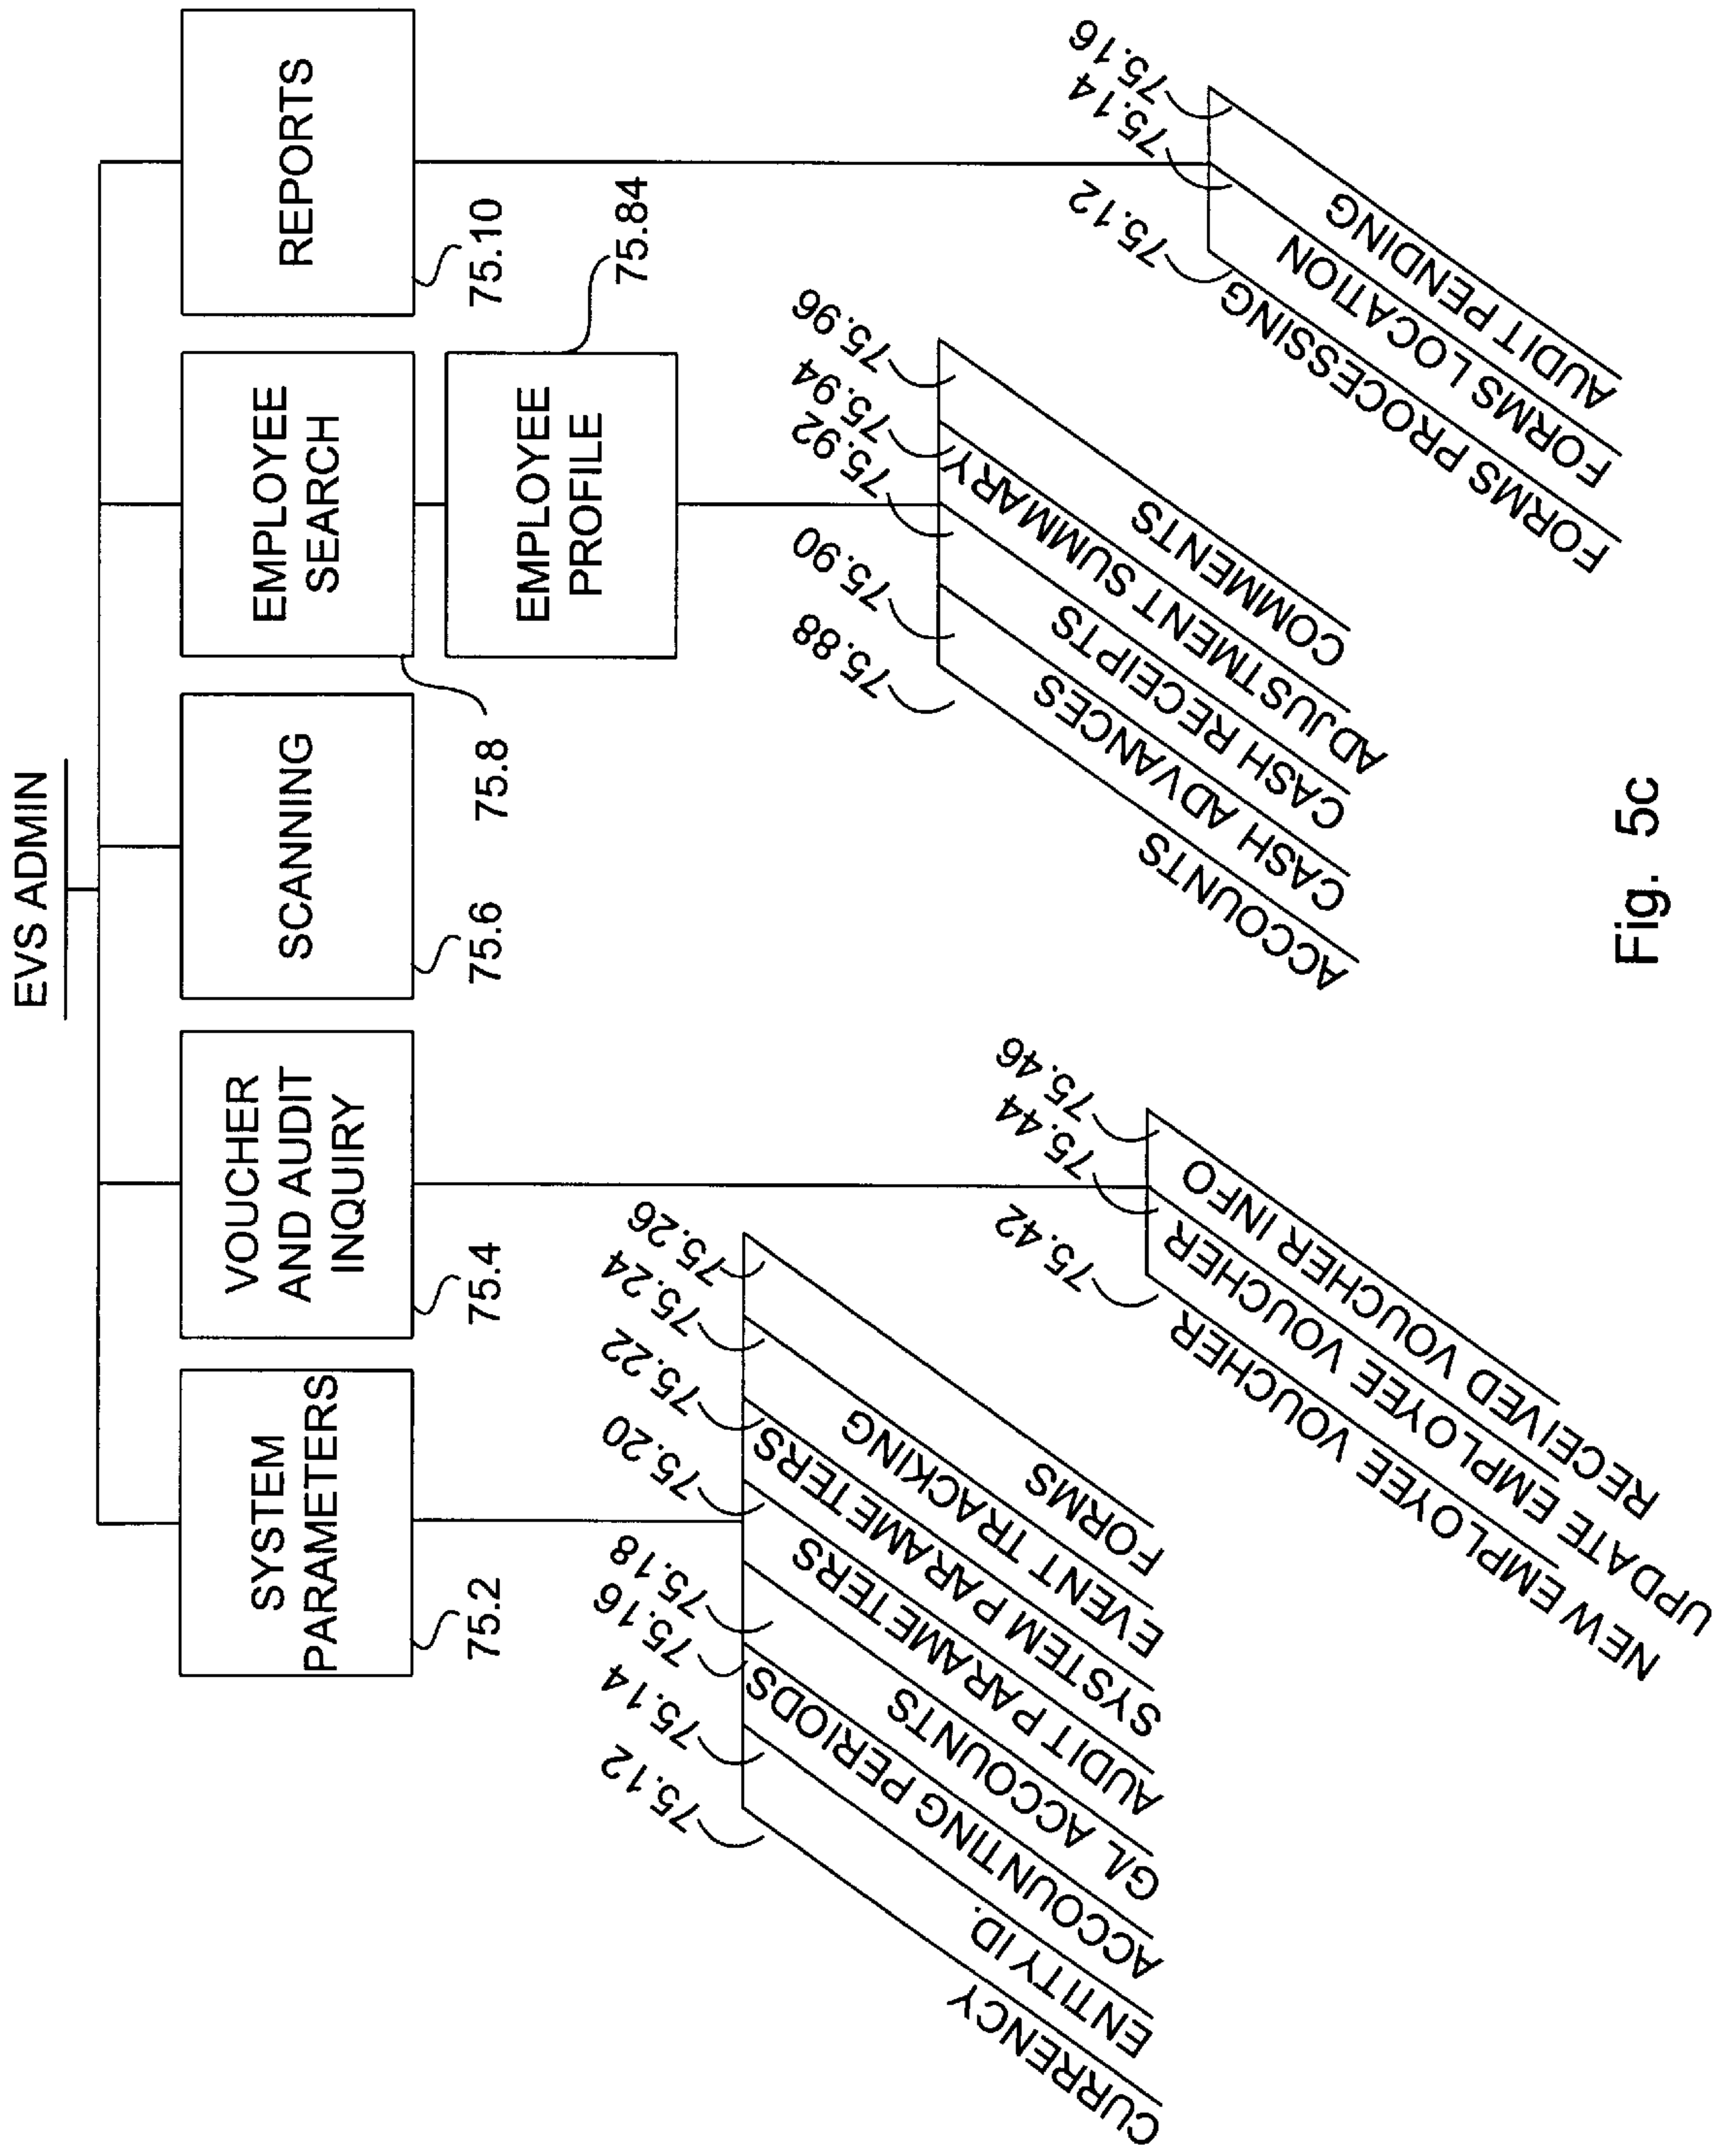 EVS ADMIN
SYSTEM
PARAMETERS
75.2
VOUCHER
AND AUDIT
INQUIRY
75.4
SCANNING
75.6
EMPLOYEE
SEARCH
75.8
REPORTS
75.10
EMPLOYEE
PROFILE
75.84
75.12
CURRENCY
75.14
ENTITY ID.
75.16
ACCOUNTING PERIODS
75.18
G/L ACCOUNTS
75.20
AUDIT PARAMETERS
75.22
SYSTEM PARAMETERS
75.24
EVENT TRACKING
75.26
FORMS
75.42
NEW EMPLOYEE VOUCHER
75.44
UPDATE EMPLOYEE VOUCHER
75.46
RECEIVED VOUCHER INFO
75.88
ACCOUNTS
75.90
CASH ADVANCES
75.92
CASH RECEIPTS
75.94
ADJUSTMENT SUMMARY
75.96
COMMENTS
75.12
FORMS PROCESSING
75.14
FORMS LOCATION
75.16
AUDIT PENDING
Fig. 5c